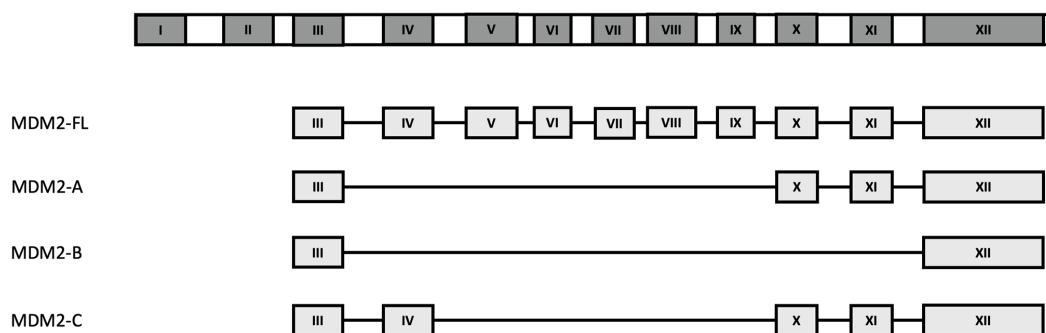 I II III IV V VI VII VIII IX X XI XII
MDM2-FL III IV V VI VII VIII IX X XI XII
MDM2-A III X XI XII
MDM2-B III XII
MDM2-C III IV X XI XII